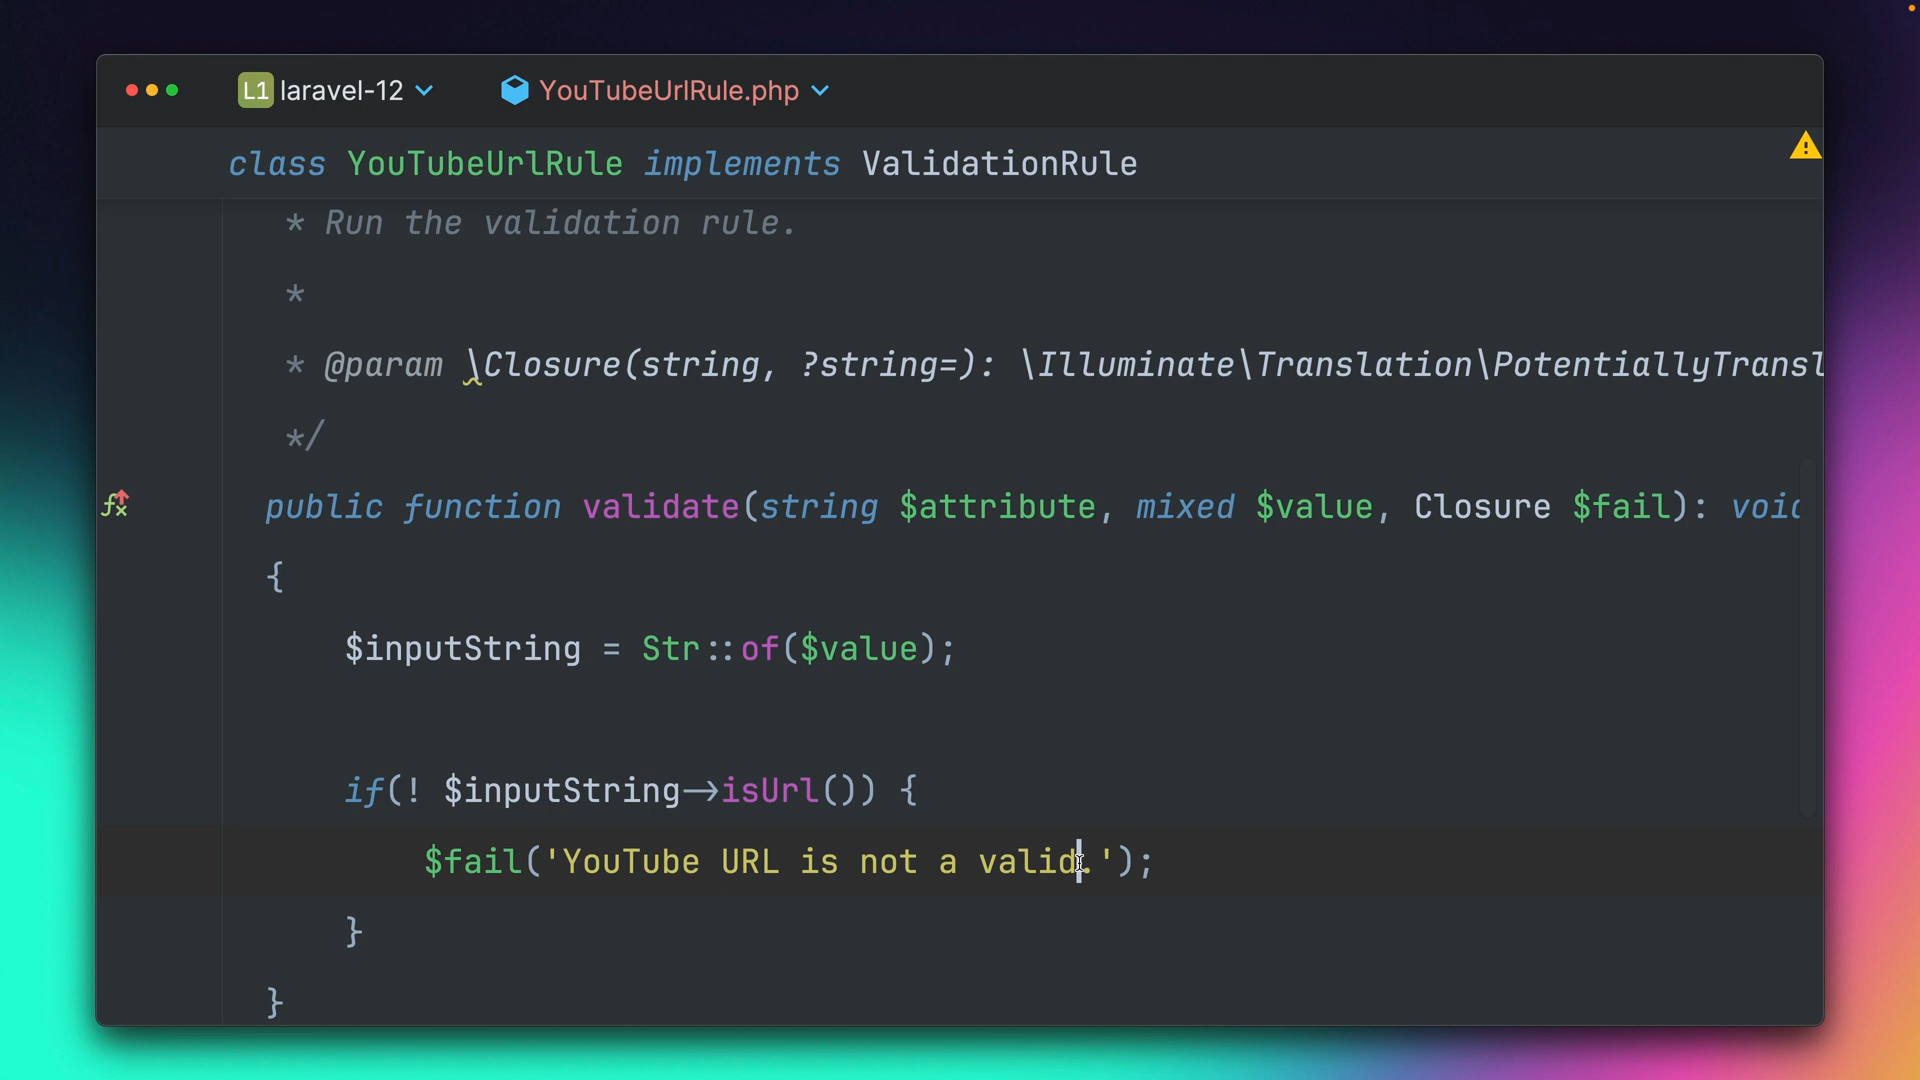 L1 laravel-12 YouTubeUrlRule.php
class YouTubeUrlRule implements ValidationRule
* Run the validation rule.
*
* @param \Closure(string, ?string=): \Illuminate\Translation\PotentiallyTransl
*/
public function validate(string $attribute, mixed $value, Closure $fail): void
{
$inputString = Str::of($value);
if(! $inputString->isUrl()) {
$fail('YouTube URL is not a valid.');
}
}